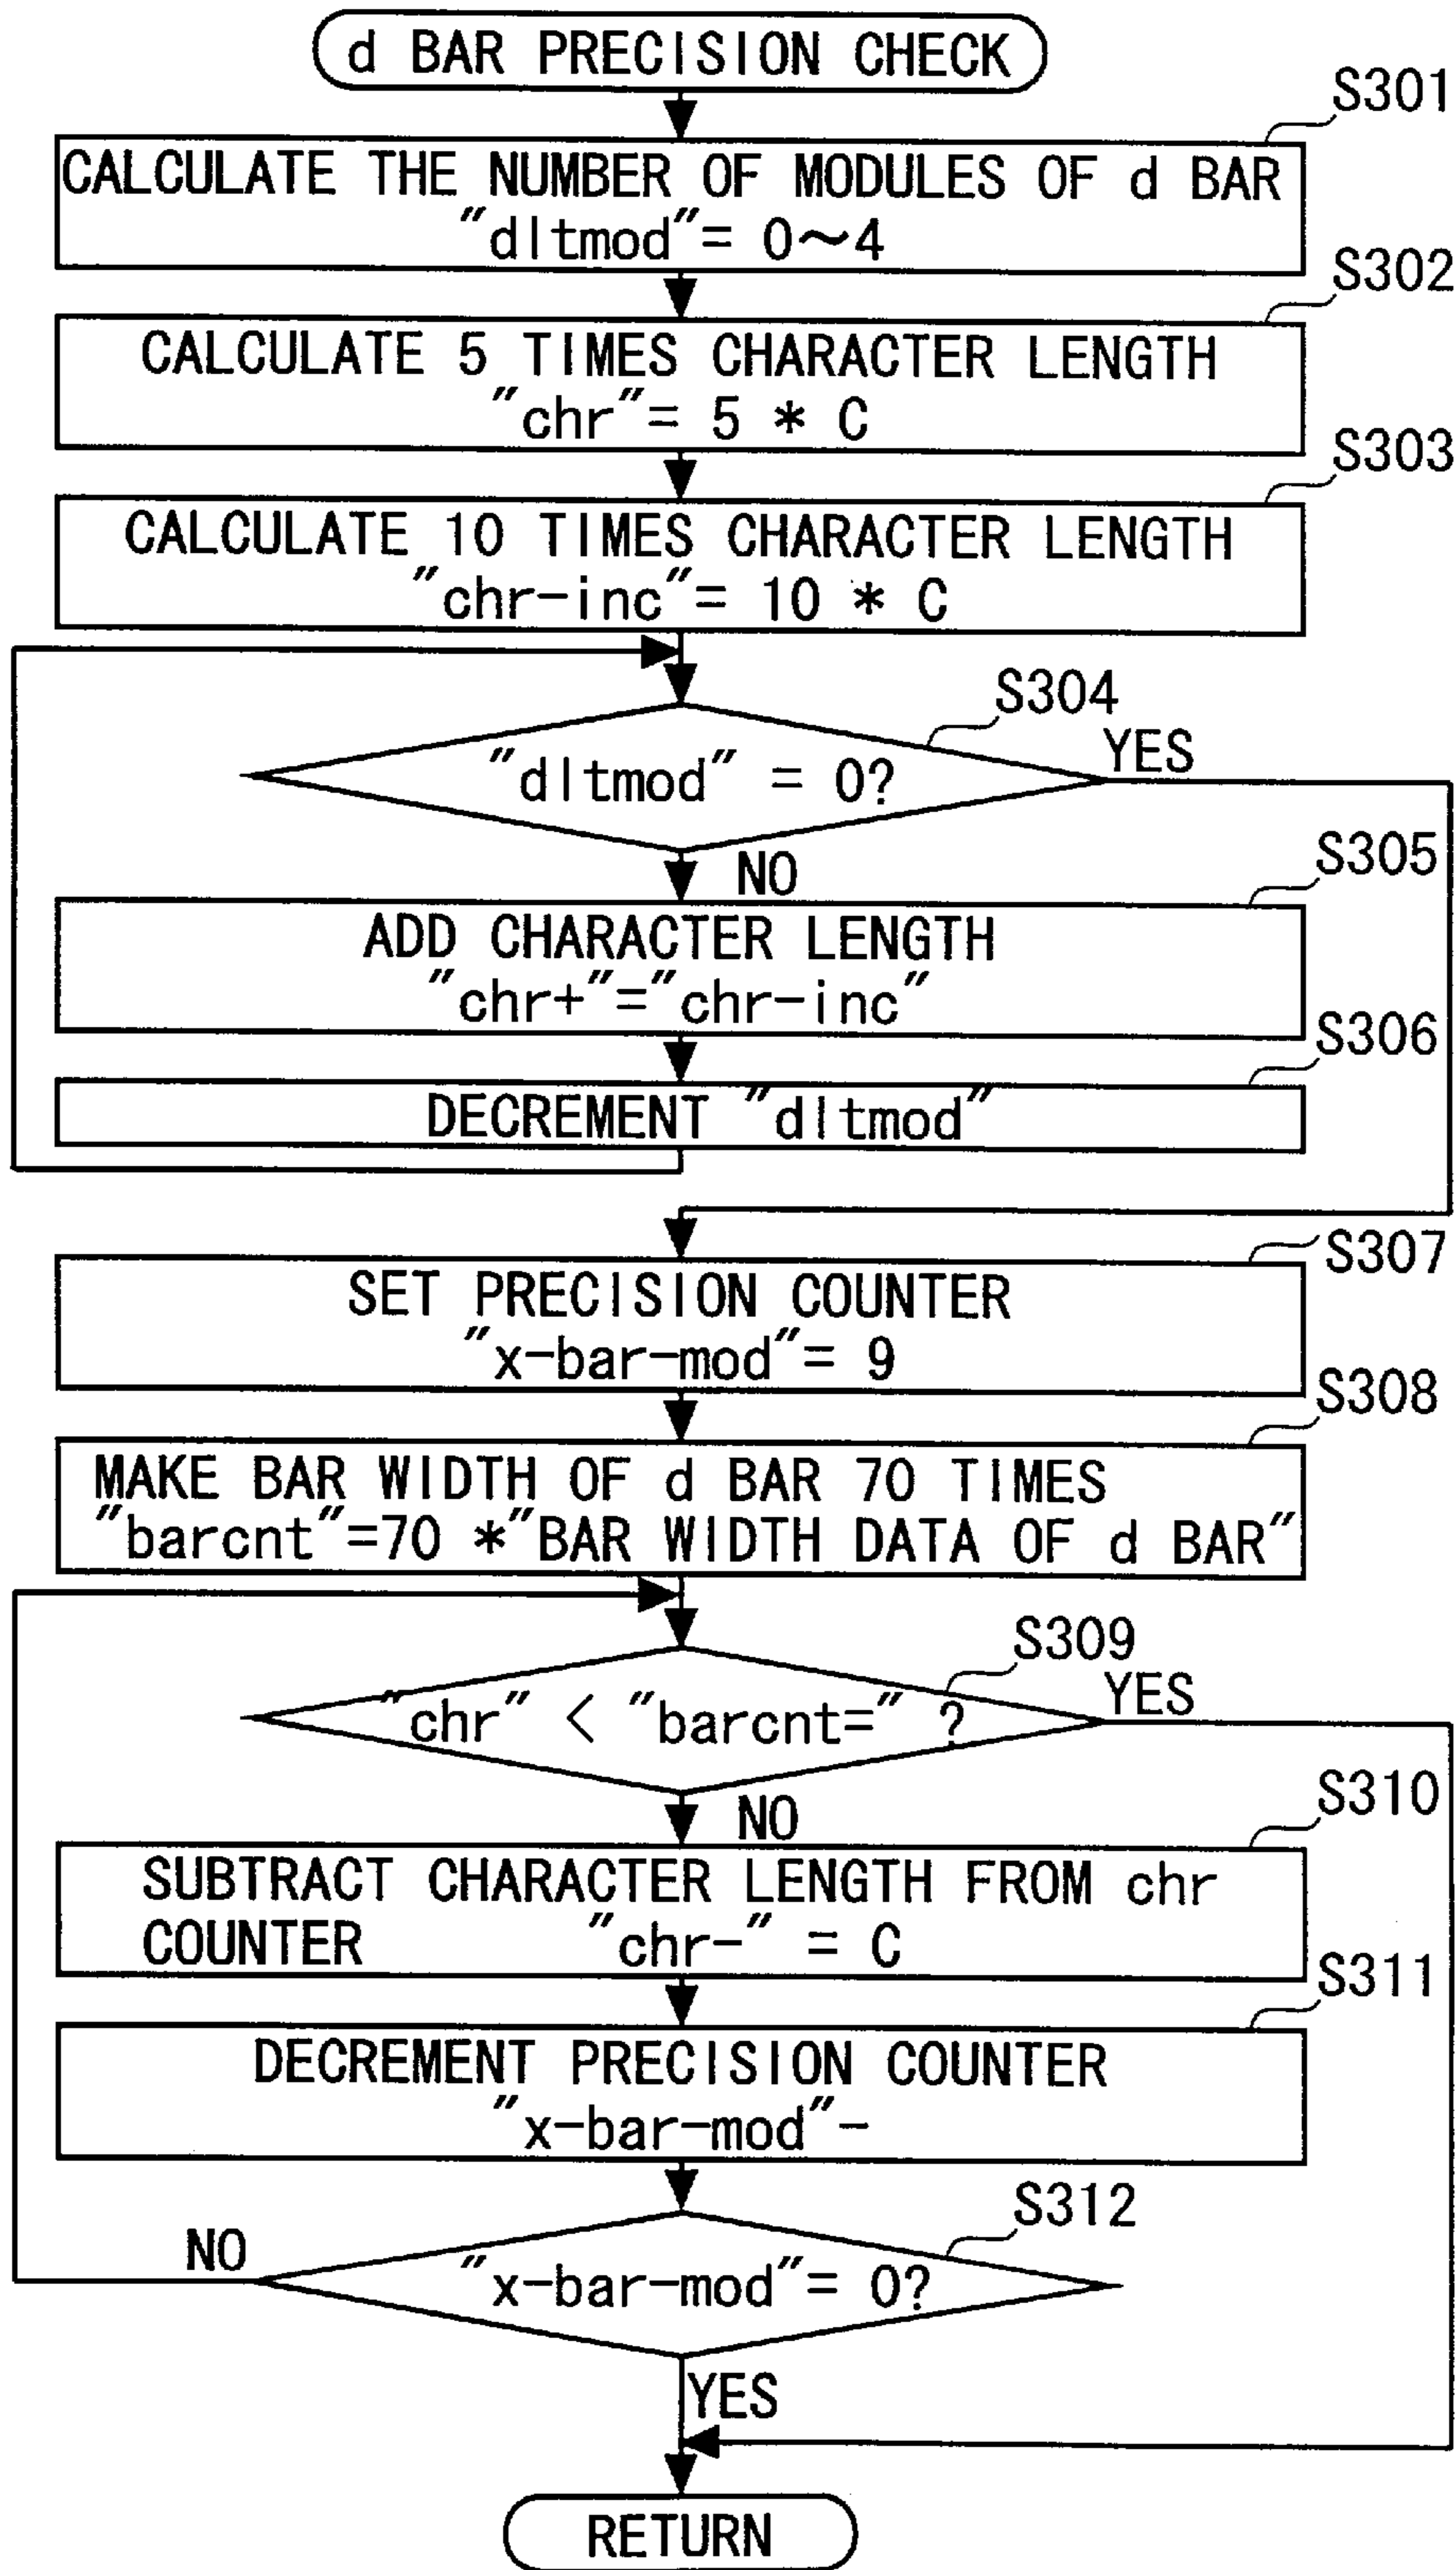 d BAR PRECISION CHECK
S301
CALCULATE THE NUMBER OF MODULES OF d BAR
"dltmod"= 0～4
S302
CALCULATE 5 TIMES CHARACTER LENGTH
"chr"= 5 * C
S303
CALCULATE 10 TIMES CHARACTER LENGTH
"chr-inc"= 10 * C
S304
"dltmod" = 0?
YES
NO
S305
ADD CHARACTER LENGTH
"chr+"="chr-inc"
S306
DECREMENT "dltmod"
S307
SET PRECISION COUNTER
"x-bar-mod"= 9
S308
MAKE BAR WIDTH OF d BAR 70 TIMES
"barcnt"=70 *"BAR WIDTH DATA OF d BAR"
S309
"chr" < "barcnt=" ?
YES
NO
S310
SUBTRACT CHARACTER LENGTH FROM chr
COUNTER "chr-" = C
S311
DECREMENT PRECISION COUNTER
"x-bar-mod"-
S312
NO
"x-bar-mod"= 0?
YES
RETURN